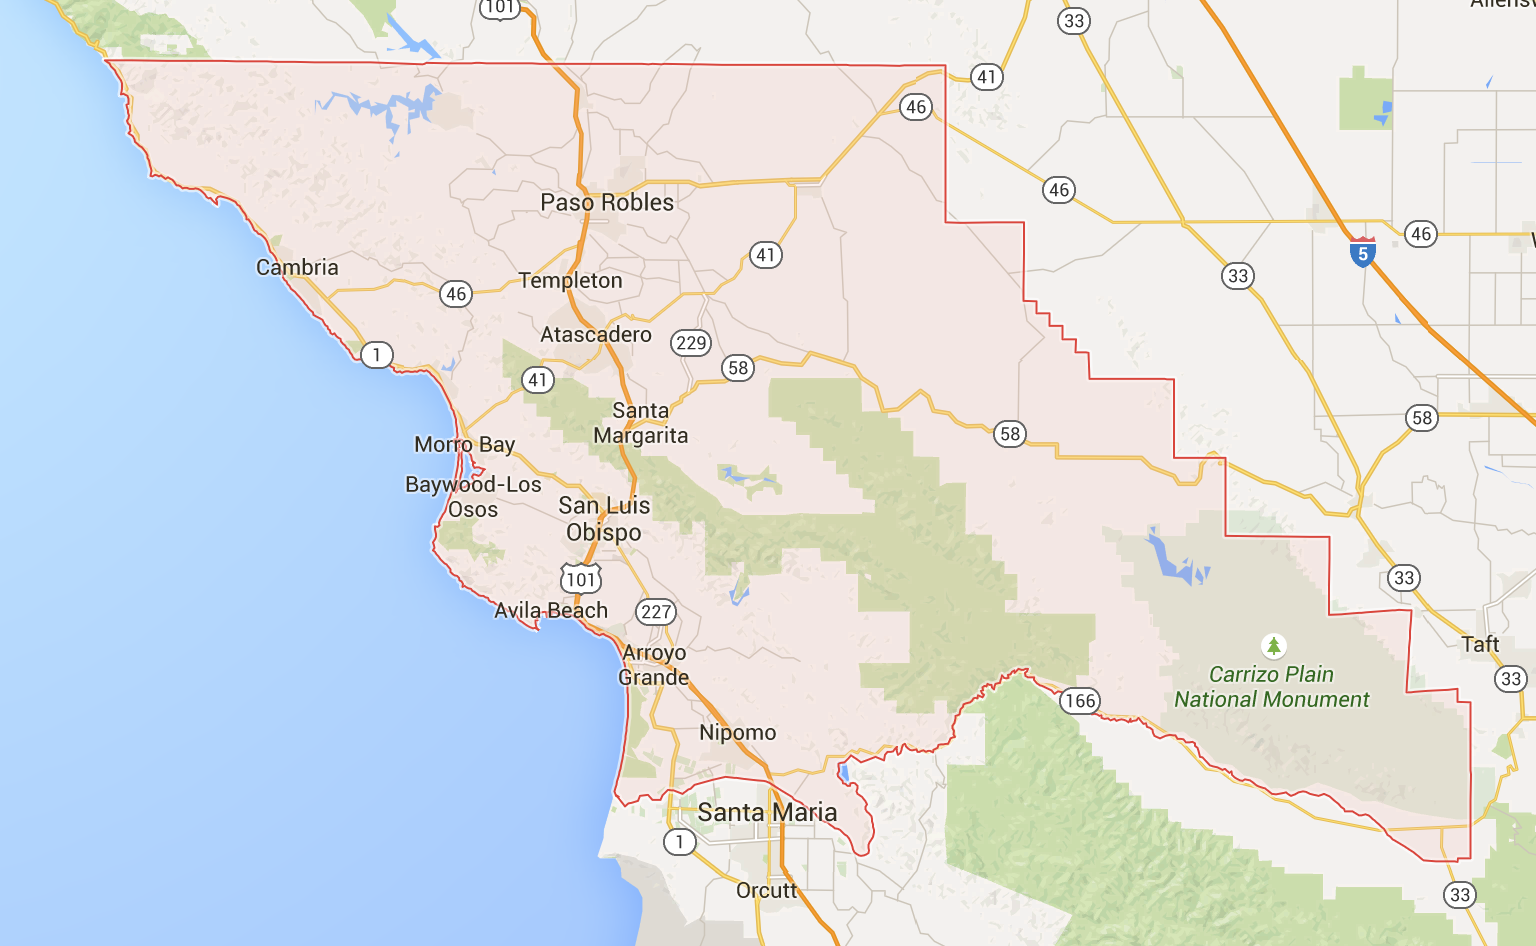 101
33
41
46
46
Paso Robles
46
41
5
Cambria
33
Templeton
46
Atascadero
229
1
58
41
Santa
Margarita
58
58
Morro Bay
Baywood-Los
Osos
San Luis
Obispo
101
33
Avila Beach
227
Taft
Arroyo
Grande
Carrizo Plain
National Monument
33
166
Nipomo
Santa Maria
1
Orcutt
33